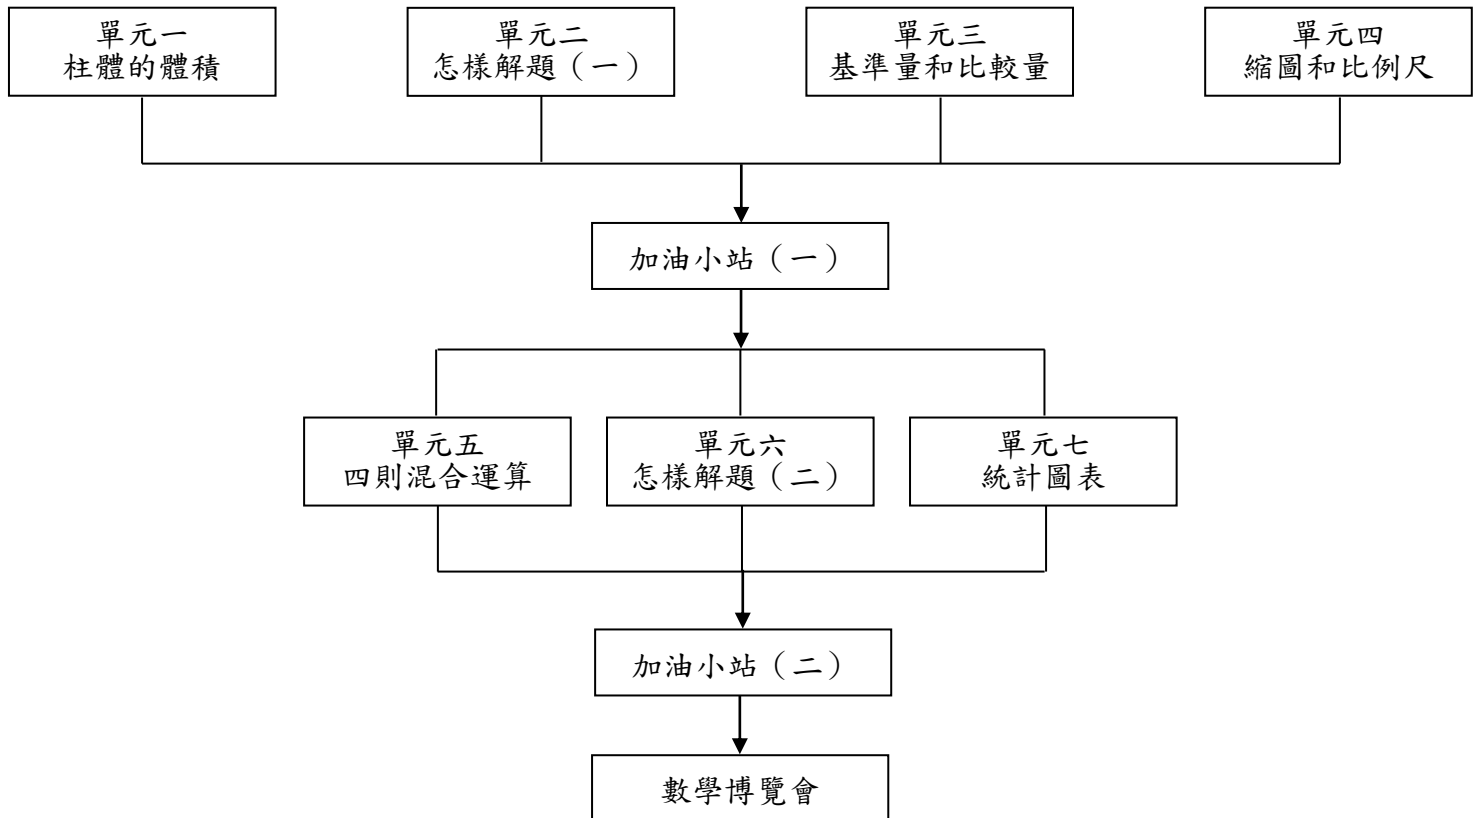 單元一
柱體的體積
單元二
怎樣解題（一）
單元三
基準量和比較量
單元四
縮圖和比例尺
加油小站（一）
單元五
四則混合運算
單元六
怎樣解題（二）
單元七
統計圖表
加油小站（二）
數學博覽會